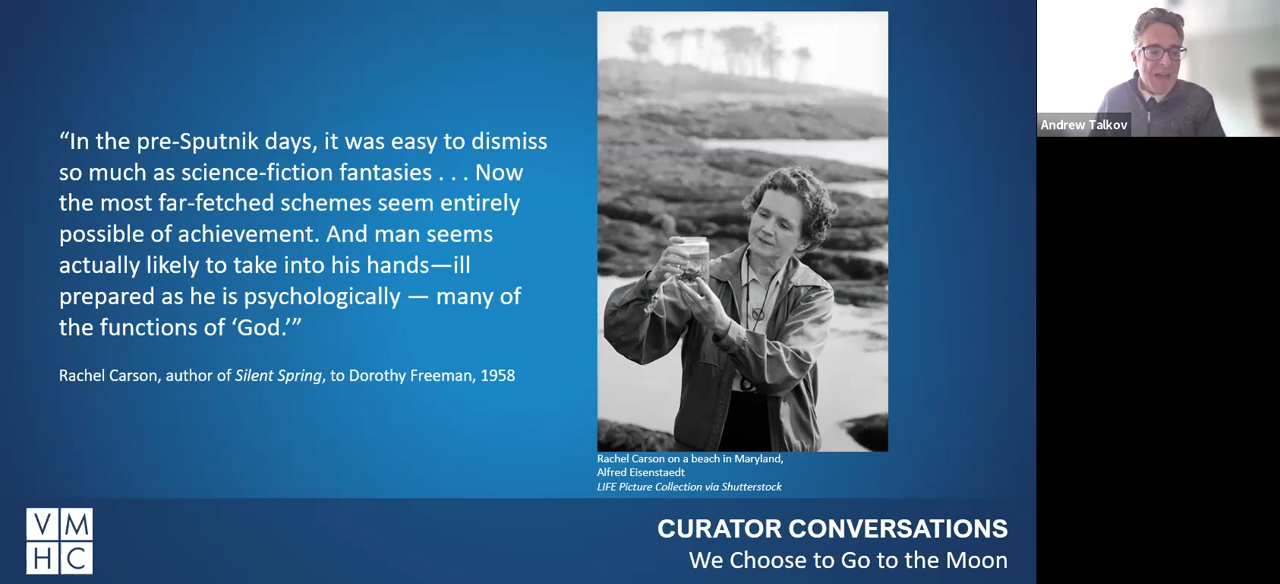 “In the pre-Sputnik days, it was easy to dismiss
so much as science-fiction fantasies . . . Now
the most far-fetched schemes seem entirely
possible of achievement. And man seems
actually likely to take into his hands—ill
prepared as he is psychologically — many of
the functions of ‘God.’”
Rachel Carson, author of Silent Spring, to Dorothy Freeman, 1958
Rachel Carson on a beach in Maryland,
Alfred Eisenstaedt
LIFE Picture Collection via Shutterstock
V M
H C
CURATOR CONVERSATIONS
We Choose to Go to the Moon
Andrew Talkov